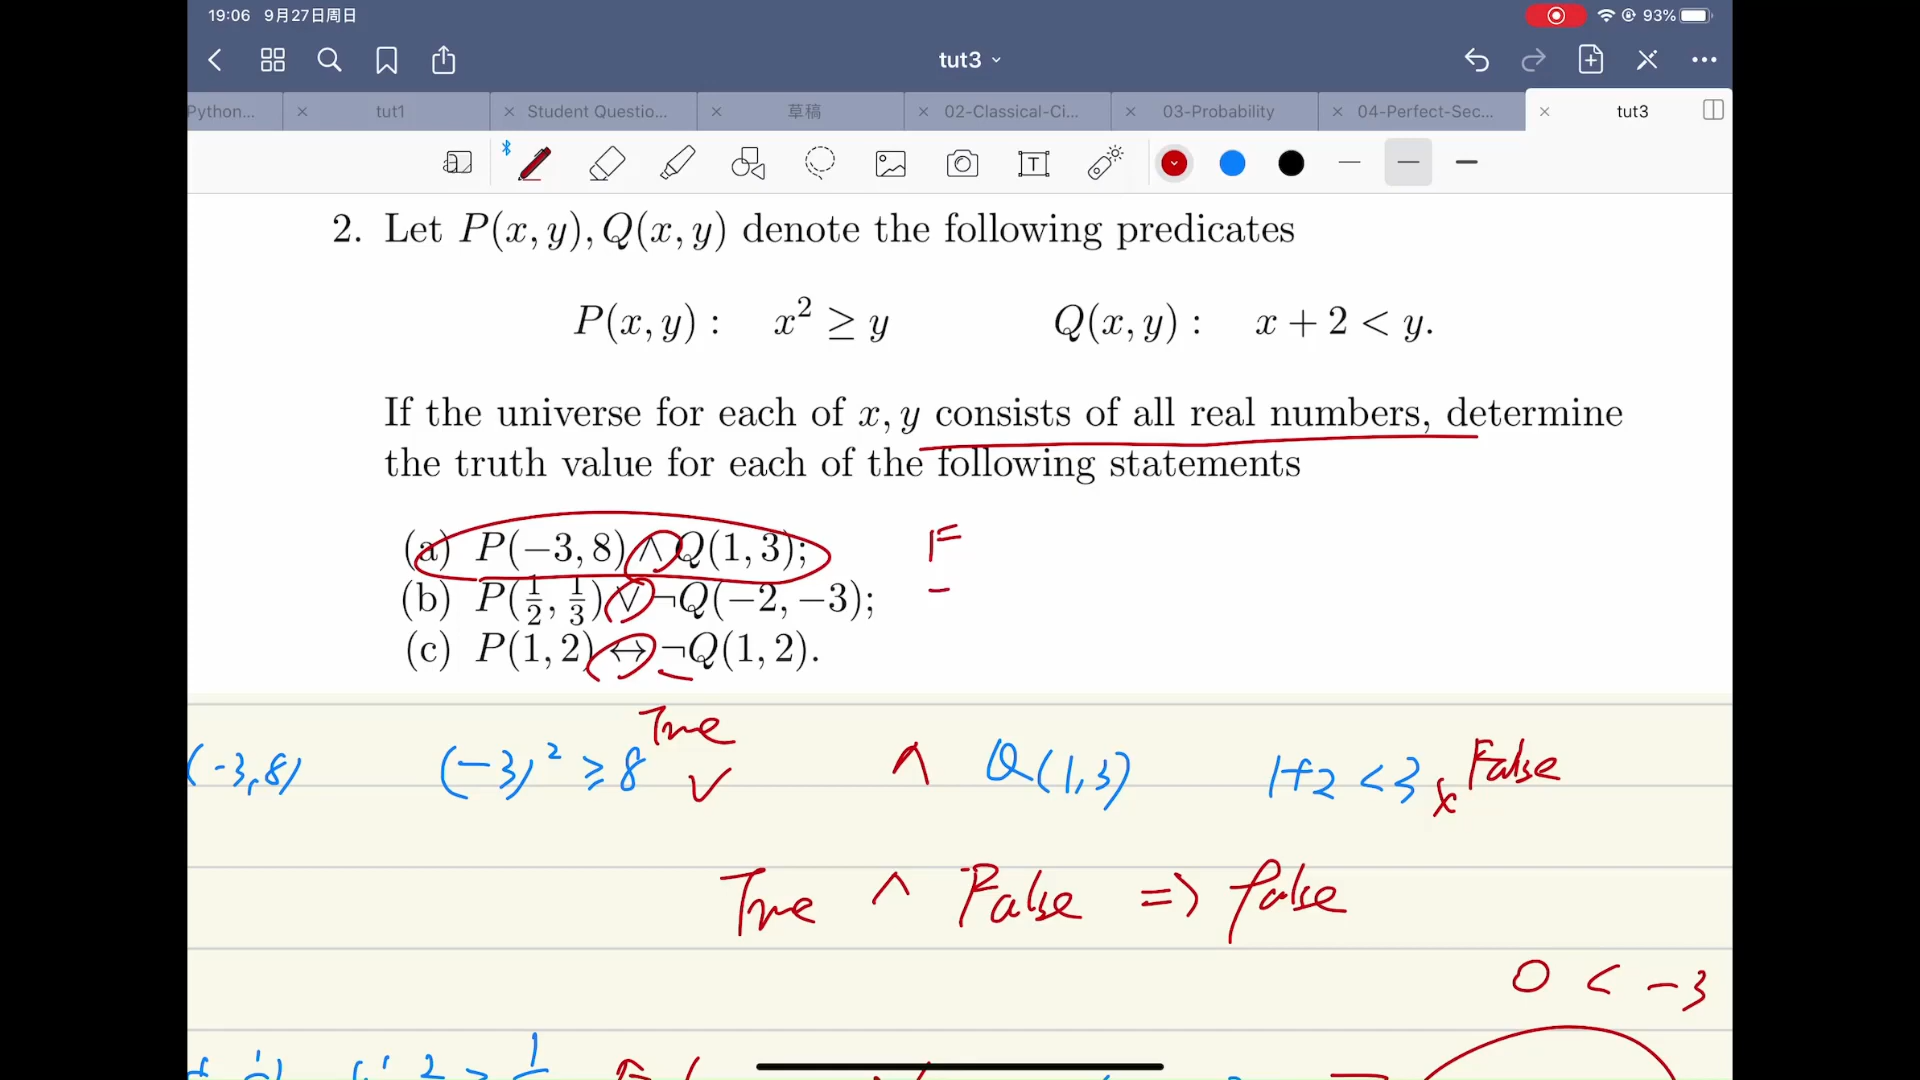 19:06 9月27日周日 93%
tut3
Python... tut1 Student Questio... 草稿 02-Classical-Ci... 03-Probability 04-Perfect-Sec... tut3
2. Let P(x, y), Q(x, y) denote the following predicates
P(x, y) : x² ≥ y Q(x, y) : x + 2 < y.
If the universe for each of x, y consists of all real numbers, determine
the truth value for each of the following statements
(a) P(−3, 8) ∧ Q(1, 3); F
(b) P(1/2, 1/3) ∨ ¬Q(−2, −3);
(c) P(1, 2) ↔ ¬Q(1, 2).
True
(-3,8) (-3)² ≥ 8 ✓ ∧ Q(1,3) 1+2 < 3 x False
True ∧ False => false
0 < -3